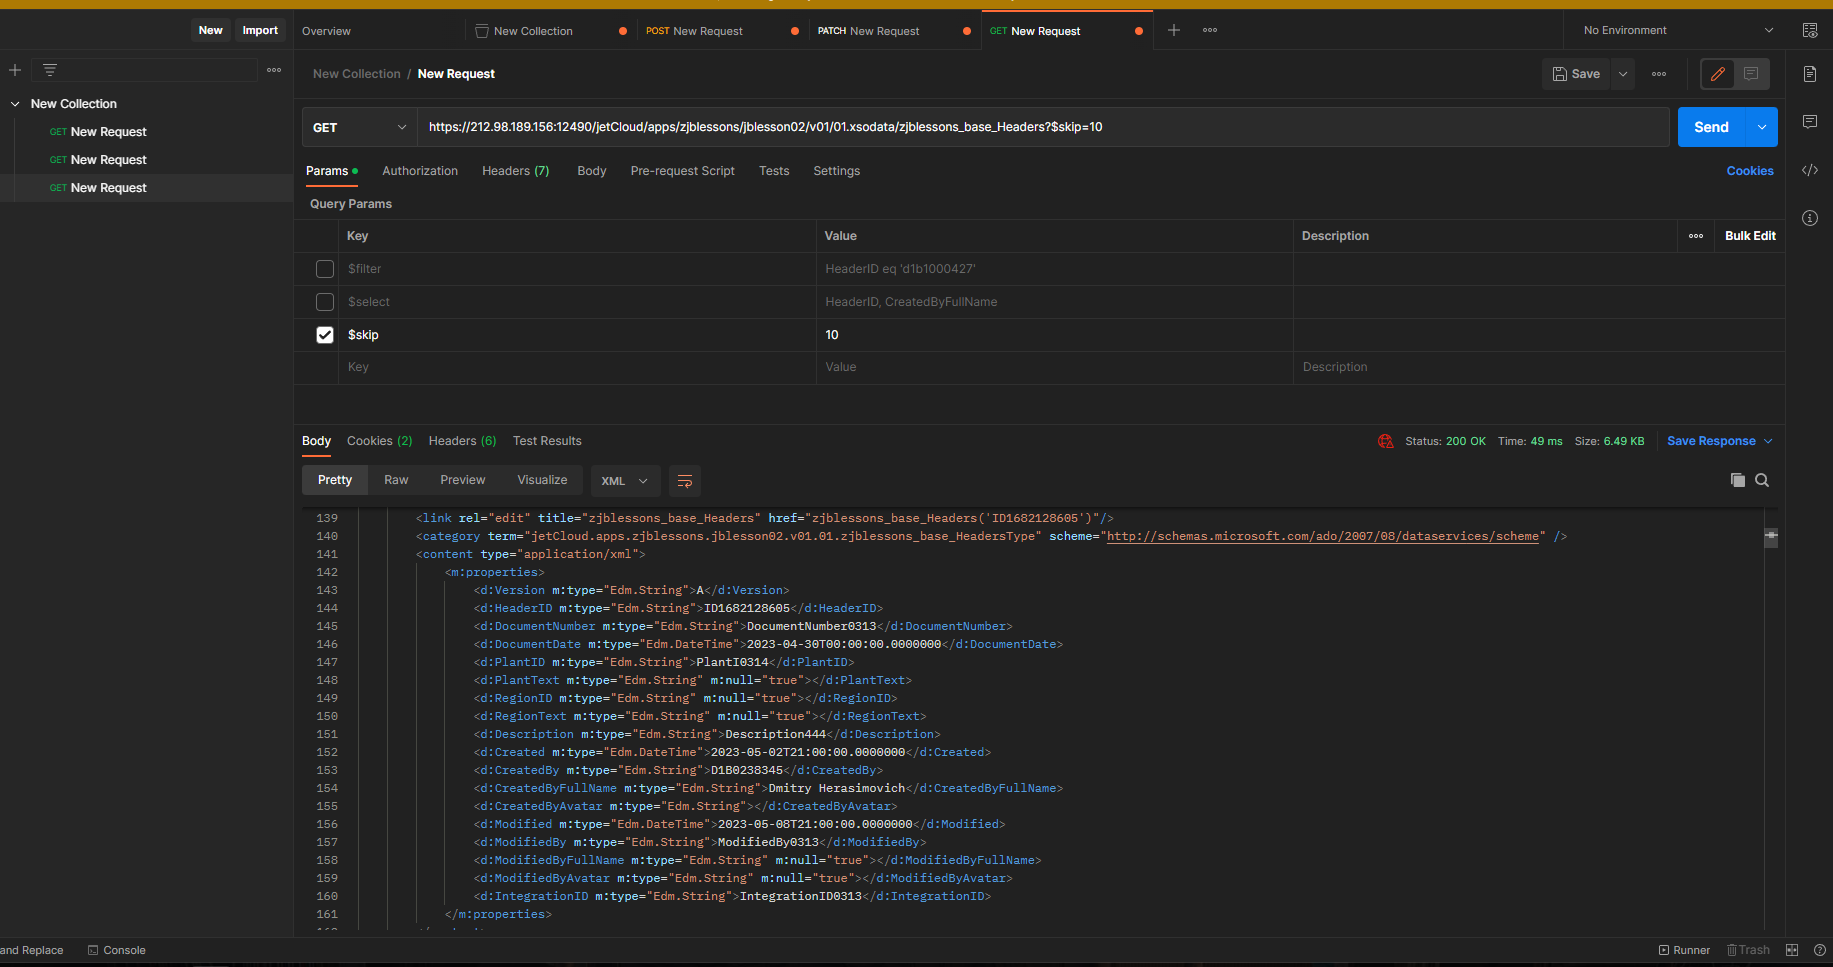 New Import Overview New Collection POST New Request PATCH New Request GET New Request No Environment
New Collection / New Request Save
New Collection
GET New Request
GET New Request
GET New Request
GET https://212.98.189.156:12490/jetCloud/apps/zjblessons/jblesson02/v01/01.xsodata/zjblessons_base_Headers?$skip=10 Send
Params Authorization Headers (7) Body Pre-request Script Tests Settings Cookies
Query Params
Key Value Description Bulk Edit
$filter HeaderID eq 'd1b1000427'
$select HeaderID, CreatedByFullName
$skip 10
Key Value Description
Body Cookies (2) Headers (6) Test Results Status: 200 OK Time: 49 ms Size: 6.49 KB Save Response
Pretty Raw Preview Visualize XML
139 <link rel="edit" title="zjblessons_base_Headers" href="zjblessons_base_Headers('ID1682128605')"/>
140 <category term="jetCloud.apps.zjblessons.jblesson02.v01.01.zjblessons_base_HeadersType" scheme="http://schemas.microsoft.com/ado/2007/08/dataservices/scheme" />
141 <content type="application/xml">
142 <m:properties>
143 <d:Version m:type="Edm.String">A</d:Version>
144 <d:HeaderID m:type="Edm.String">ID1682128605</d:HeaderID>
145 <d:DocumentNumber m:type="Edm.String">DocumentNumber0313</d:DocumentNumber>
146 <d:DocumentDate m:type="Edm.DateTime">2023-04-30T00:00:00.0000000</d:DocumentDate>
147 <d:PlantID m:type="Edm.String">PlantI0314</d:PlantID>
148 <d:PlantText m:type="Edm.String" m:null="true"></d:PlantText>
149 <d:RegionID m:type="Edm.String" m:null="true"></d:RegionID>
150 <d:RegionText m:type="Edm.String" m:null="true"></d:RegionText>
151 <d:Description m:type="Edm.String">Description444</d:Description>
152 <d:Created m:type="Edm.DateTime">2023-05-02T21:00:00.0000000</d:Created>
153 <d:CreatedBy m:type="Edm.String">D1B0238345</d:CreatedBy>
154 <d:CreatedByFullName m:type="Edm.String">Dmitry Herasimovich</d:CreatedByFullName>
155 <d:CreatedByAvatar m:type="Edm.String"></d:CreatedByAvatar>
156 <d:Modified m:type="Edm.DateTime">2023-05-08T21:00:00.0000000</d:Modified>
157 <d:ModifiedBy m:type="Edm.String">ModifiedBy0313</d:ModifiedBy>
158 <d:ModifiedByFullName m:type="Edm.String" m:null="true"></d:ModifiedByFullName>
159 <d:ModifiedByAvatar m:type="Edm.String" m:null="true"></d:ModifiedByAvatar>
160 <d:IntegrationID m:type="Edm.String">IntegrationID0313</d:IntegrationID>
161 </m:properties>
and Replace Console Runner Trash